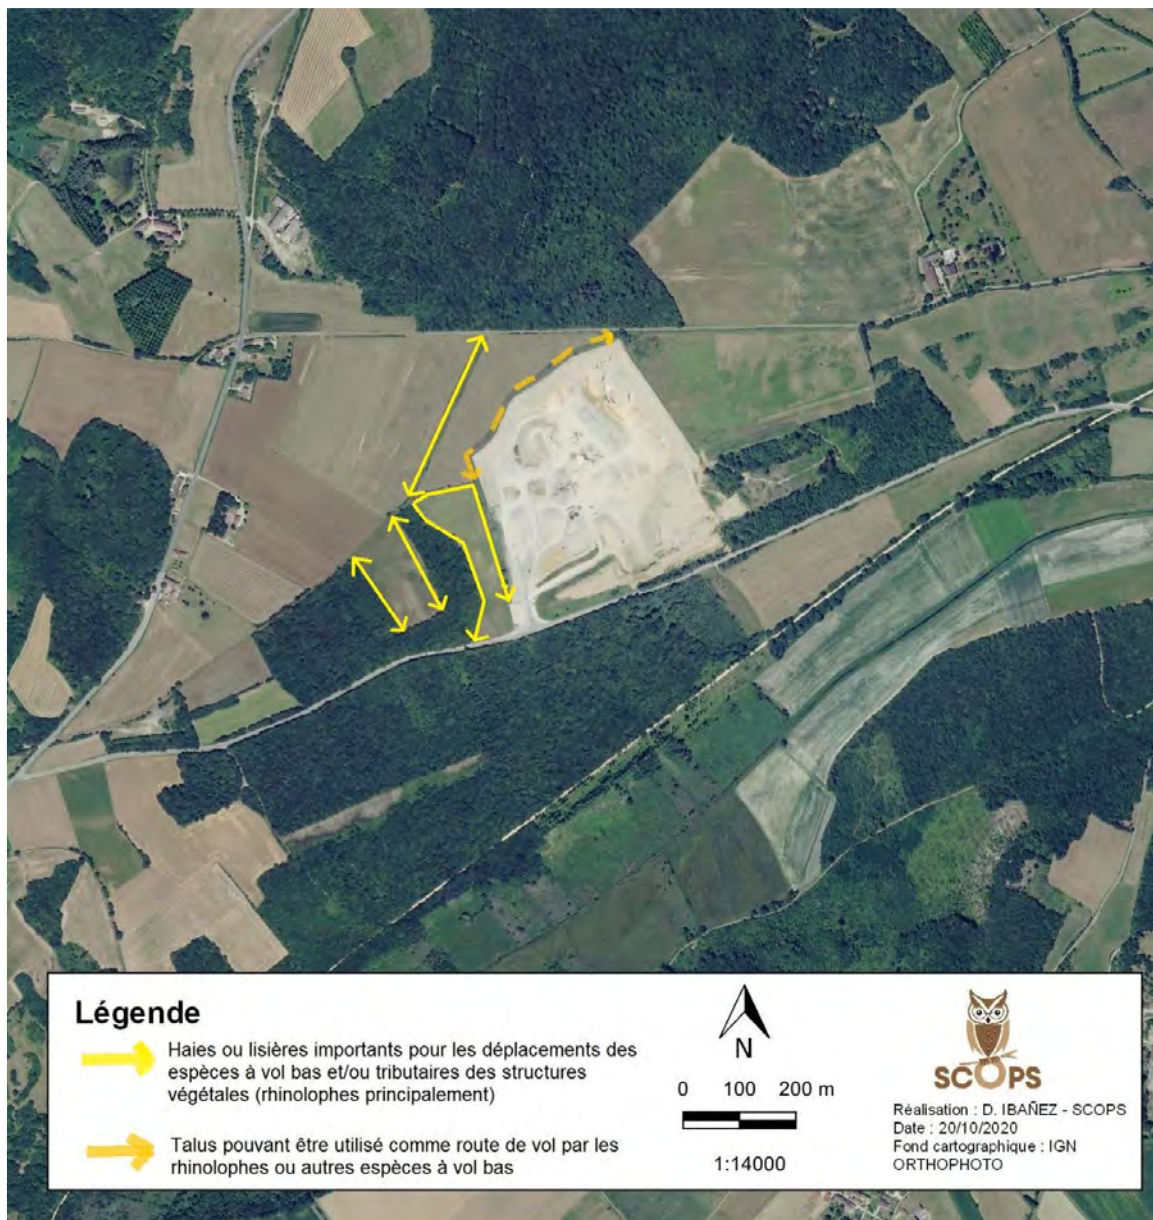 Légende
Haies ou lisières importants pour les déplacements des
espèces à vol bas et/ou tributaires des structures
végétales (rhinolophes principalement)
Talus pouvant être utilisé comme route de vol par les
rhinolophes ou autres espèces à vol bas
N
0 100 200 m
1:14000
SCOPS
Réalisation : D. IBAÑEZ - SCOPS
Date : 20/10/2020
Fond cartographique : IGN
ORTHOPHOTO